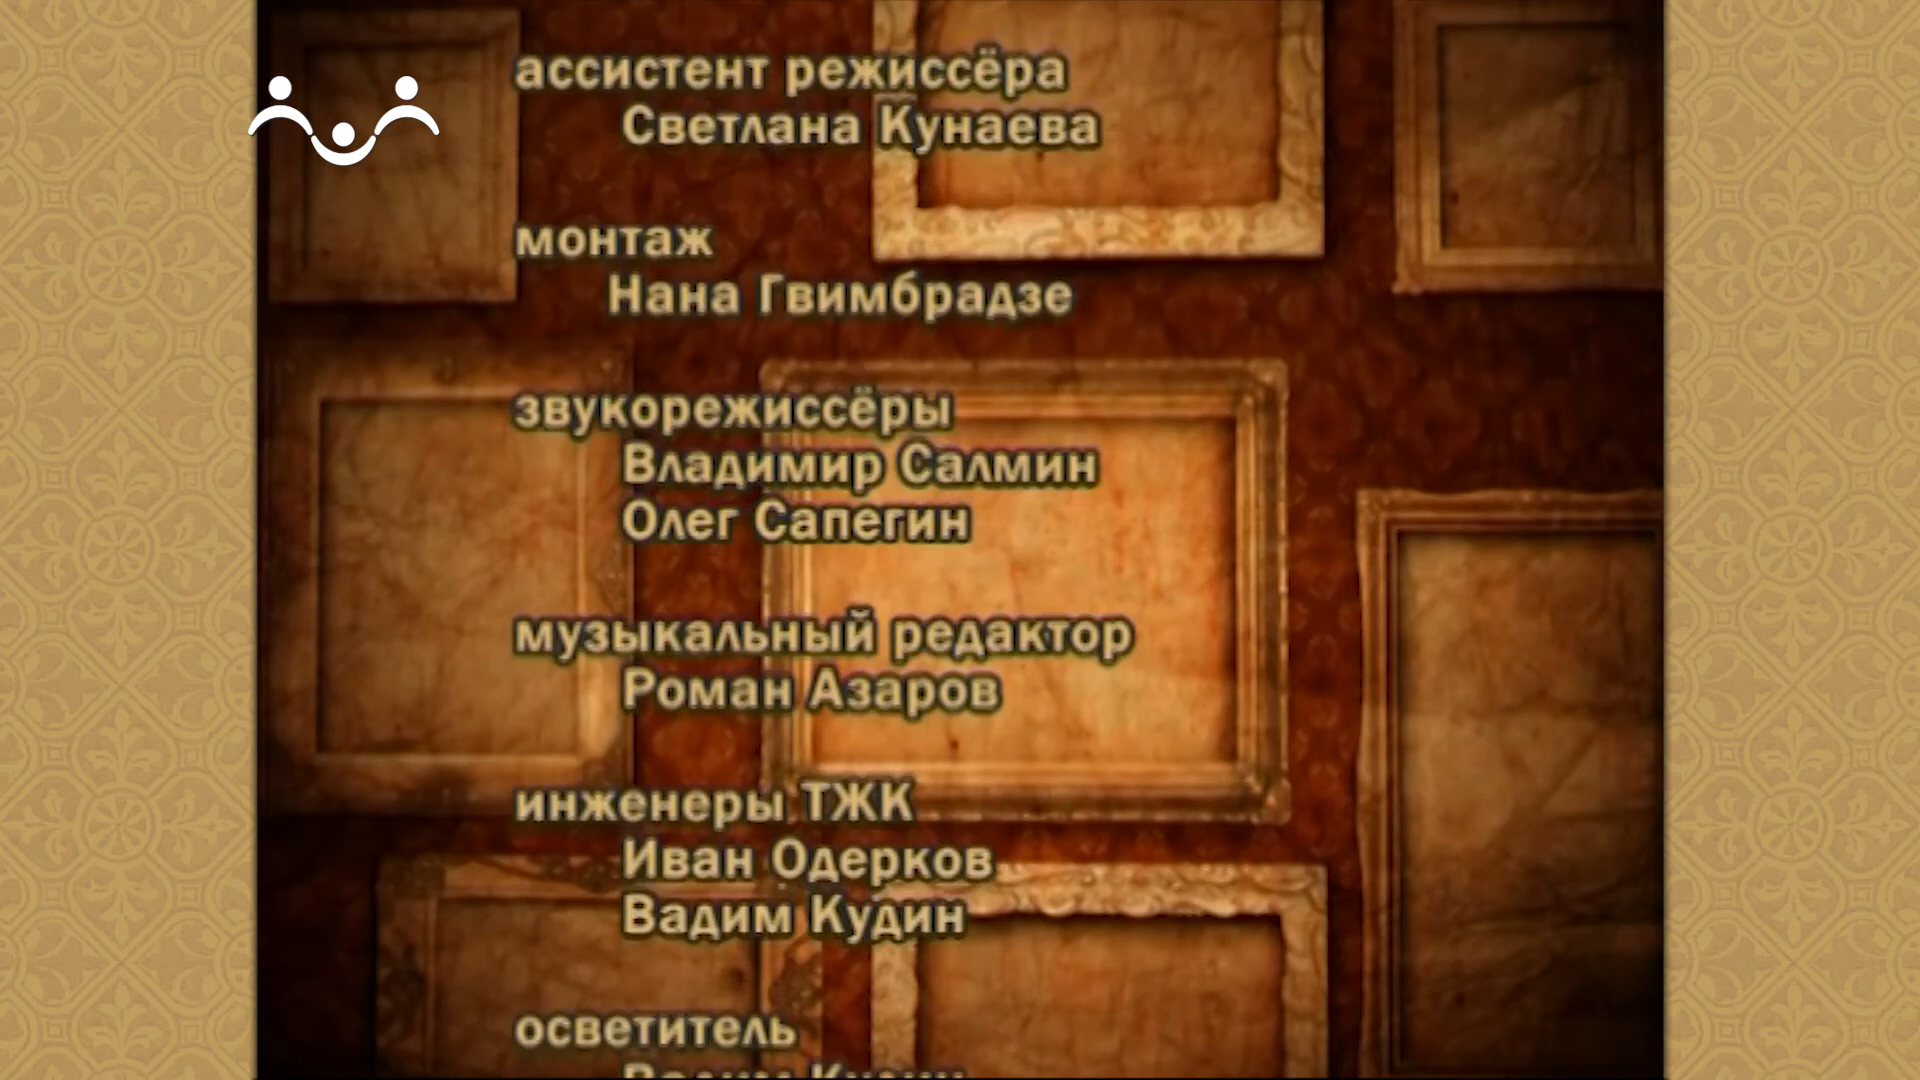 ассистент режиссёра
Светлана Кунаева
монтаж
Нана Гвимбрадзе
звукорежиссёры
Владимир Салмин
Олег Сапегин
музыкальный редактор
Роман Азаров
инженеры ТЖК
Иван Одерков
Вадим Кудин
осветитель